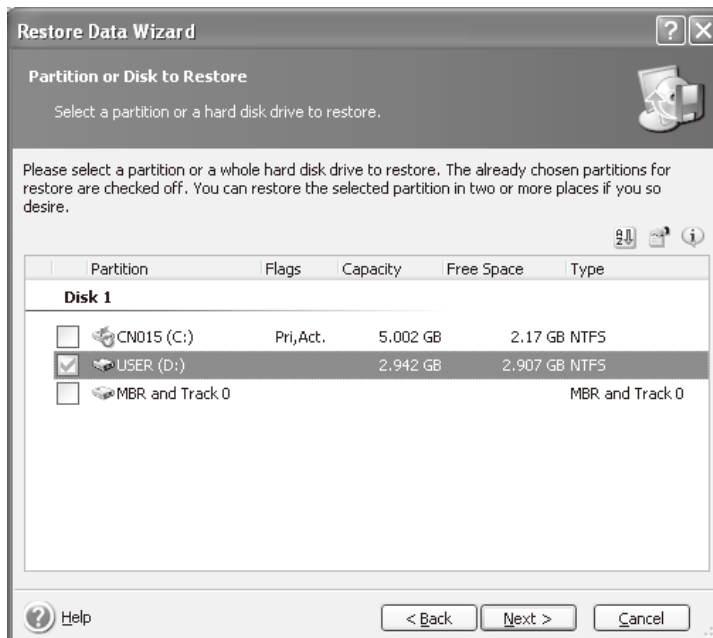 Restore Data Wizard
Partition or Disk to Restore
Select a partition or a hard disk drive to restore.
Please select a partition or a whole hard disk drive to restore. The already chosen partitions for
restore are checked off. You can restore the selected partition in two or more places if you so
desire.
Partition Flags Capacity Free Space Type
Disk 1
CN015 (C:) Pri,Act. 5.002 GB 2.17 GB NTFS
USER (D:) 2.942 GB 2.907 GB NTFS
MBR and Track 0 MBR and Track 0
Help < Back Next > Cancel